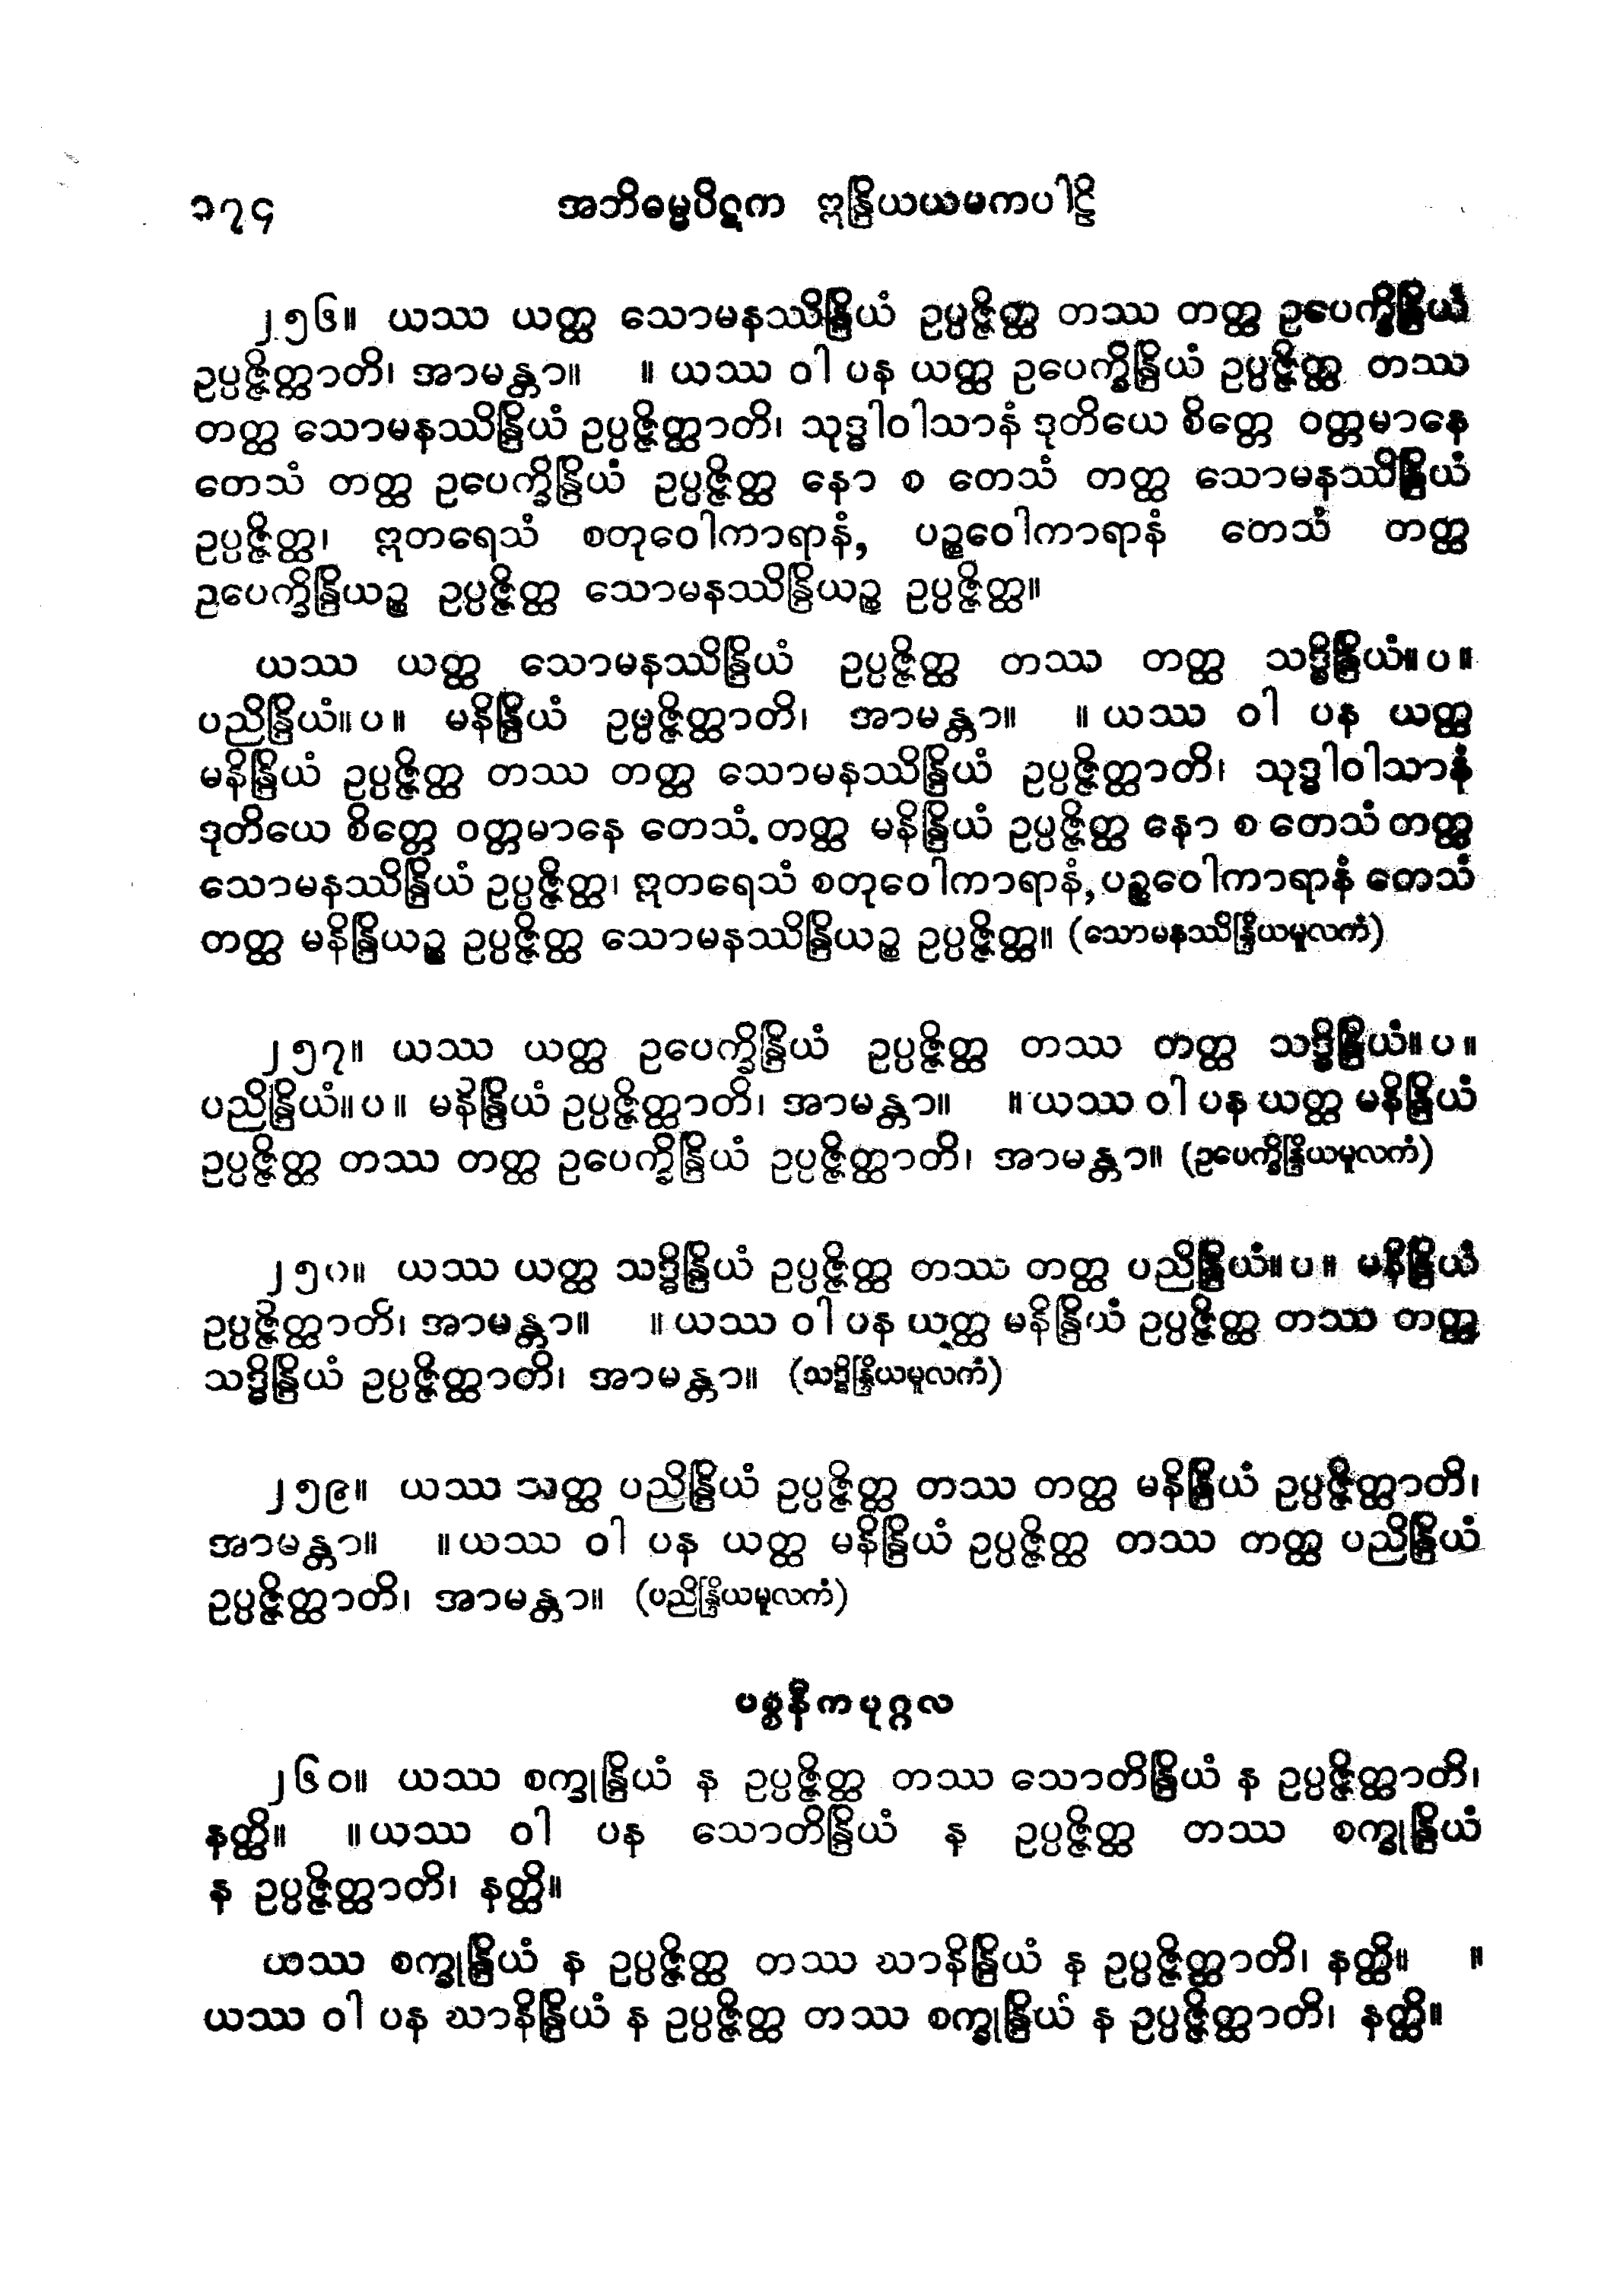 ၁၇၄ အဘိဓမ္မပိဋက ဣန္ဒြိယယမကပါဠိ
၂၅၆။ ယဿ ယတ္ထ သောမနဿိန္ဒြိယံ ဥပ္ပဇ္ဇိတ္ထ တဿ တတ္ထ ဥပေက္ခိန္ဒြိယံ
ဥပ္ပဇ္ဇိတ္ထာတိ၊ အာမန္တာ။ ။ ယဿ ဝါ ပန ယတ္ထ ဥပေက္ခိန္ဒြိယံ ဥပ္ပဇ္ဇိတ္ထ တဿ
တတ္ထ သောမနဿိန္ဒြိယံ ဥပ္ပဇ္ဇိတ္ထာတိ၊ သုဒ္ဓါဝါသာနံ ဒုတိယေ စိတ္တေ ဝတ္တမာနေ
တေသံ တတ္ထ ဥပေက္ခိန္ဒြိယံ ဥပ္ပဇ္ဇိတ္ထ နော စ တေသံ တတ္ထ သောမနဿိန္ဒြိယံ
ဥပ္ပဇ္ဇိတ္ထ၊ ဣတရေသံ စတုဝေါကာရာနံ, ပဉ္စဝေါကာရာနံ တေသံ တတ္ထ
ဥပေက္ခိန္ဒြိယဉ္စ ဥပ္ပဇ္ဇိတ္ထ သောမနဿိန္ဒြိယဉ္စ ဥပ္ပဇ္ဇိတ္ထ။
ယဿ ယတ္ထ သောမနဿိန္ဒြိယံ ဥပ္ပဇ္ဇိတ္ထ တဿ တတ္ထ သဒ္ဓိန္ဒြိယံ။ပ။
ပညိန္ဒြိယံ။ပ။ မနိန္ဒြိယံ ဥပ္ပဇ္ဇိတ္ထာတိ၊ အာမန္တာ။ ။ ယဿ ဝါ ပန ယတ္ထ
မနိန္ဒြိယံ ဥပ္ပဇ္ဇိတ္ထ တဿ တတ္ထ သောမနဿိန္ဒြိယံ ဥပ္ပဇ္ဇိတ္ထာတိ၊ သုဒ္ဓါဝါသာနံ
ဒုတိယေ စိတ္တေ ဝတ္တမာနေ တေသံ တတ္ထ မနိန္ဒြိယံ ဥပ္ပဇ္ဇိတ္ထ နော စ တေသံ တတ္ထ
သောမနဿိန္ဒြိယံ ဥပ္ပဇ္ဇိတ္ထ၊ ဣတရေသံ စတုဝေါကာရာနံ, ပဉ္စဝေါကာရာနံ တေသံ
တတ္ထ မနိန္ဒြိယဉ္စ ဥပ္ပဇ္ဇိတ္ထ သောမနဿိန္ဒြိယဉ္စ ဥပ္ပဇ္ဇိတ္ထ။ (သောမနဿိန္ဒြိယမူလကံ)
၂၅၇။ ယဿ ယတ္ထ ဥပေက္ခိန္ဒြိယံ ဥပ္ပဇ္ဇိတ္ထ တဿ တတ္ထ သဒ္ဓိန္ဒြိယံ။ပ။
ပညိန္ဒြိယံ။ပ။ မနိန္ဒြိယံ ဥပ္ပဇ္ဇိတ္ထာတိ၊ အာမန္တာ။ ။ ယဿ ဝါ ပန ယတ္ထ မနိန္ဒြိယံ
ဥပ္ပဇ္ဇိတ္ထ တဿ တတ္ထ ဥပေက္ခိန္ဒြိယံ ဥပ္ပဇ္ဇိတ္ထာတိ၊ အာမန္တာ။ (ဥပေက္ခိန္ဒြိယမူလကံ)
၂၅၈။ ယဿ ယတ္ထ သဒ္ဓိန္ဒြိယံ ဥပ္ပဇ္ဇိတ္ထ တဿ တတ္ထ ပညိန္ဒြိယံ။ပ။ မနိန္ဒြိယံ
ဥပ္ပဇ္ဇိတ္ထာတိ၊ အာမန္တာ။ ။ ယဿ ဝါ ပန ယတ္ထ မနိန္ဒြိယံ ဥပ္ပဇ္ဇိတ္ထ တဿ တတ္ထ
သဒ္ဓိန္ဒြိယံ ဥပ္ပဇ္ဇိတ္ထာတိ၊ အာမန္တာ။ (သဒ္ဓိန္ဒြိယမူလကံ)
၂၅၉။ ယဿ ယတ္ထ ပညိန္ဒြိယံ ဥပ္ပဇ္ဇိတ္ထ တဿ တတ္ထ မနိန္ဒြိယံ ဥပ္ပဇ္ဇိတ္ထာတိ၊
အာမန္တာ။ ။ ယဿ ဝါ ပန ယတ္ထ မနိန္ဒြိယံ ဥပ္ပဇ္ဇိတ္ထ တဿ တတ္ထ ပညိန္ဒြိယံ
ဥပ္ပဇ္ဇိတ္ထာတိ၊ အာမန္တာ။ (ပညိန္ဒြိယမူလကံ)
ပစ္စနီကပုဂ္ဂလ
၂၆၀။ ယဿ စက္ခုန္ဒြိယံ န ဥပ္ပဇ္ဇိတ္ထ တဿ သောတိန္ဒြိယံ န ဥပ္ပဇ္ဇိတ္ထာတိ၊
နတ္ထိ။ ။ ယဿ ဝါ ပန သောတိန္ဒြိယံ န ဥပ္ပဇ္ဇိတ္ထ တဿ စက္ခုန္ဒြိယံ
န ဥပ္ပဇ္ဇိတ္ထာတိ၊ နတ္ထိ။
ယဿ စက္ခုန္ဒြိယံ န ဥပ္ပဇ္ဇိတ္ထ တဿ ဃာနိန္ဒြိယံ န ဥပ္ပဇ္ဇိတ္ထာတိ၊ နတ္ထိ။ ။
ယဿ ဝါ ပန ဃာနိန္ဒြိယံ န ဥပ္ပဇ္ဇိတ္ထ တဿ စက္ခုန္ဒြိယံ န ဥပ္ပဇ္ဇိတ္ထာတိ၊ နတ္ထိ။